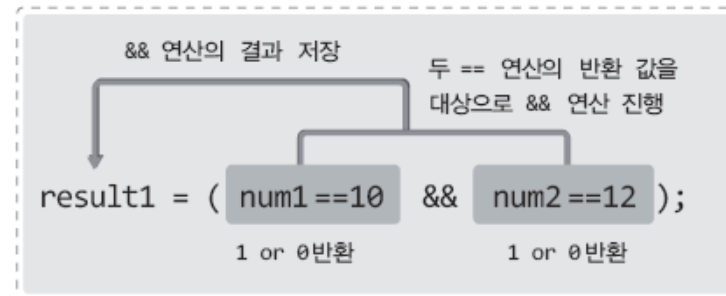 && 연산의 결과 저장
두 == 연산의 반환 값을
대상으로 && 연산 진행
result1 = ( num1==10 && num2==12 );
1 or 0반환 1 or 0반환